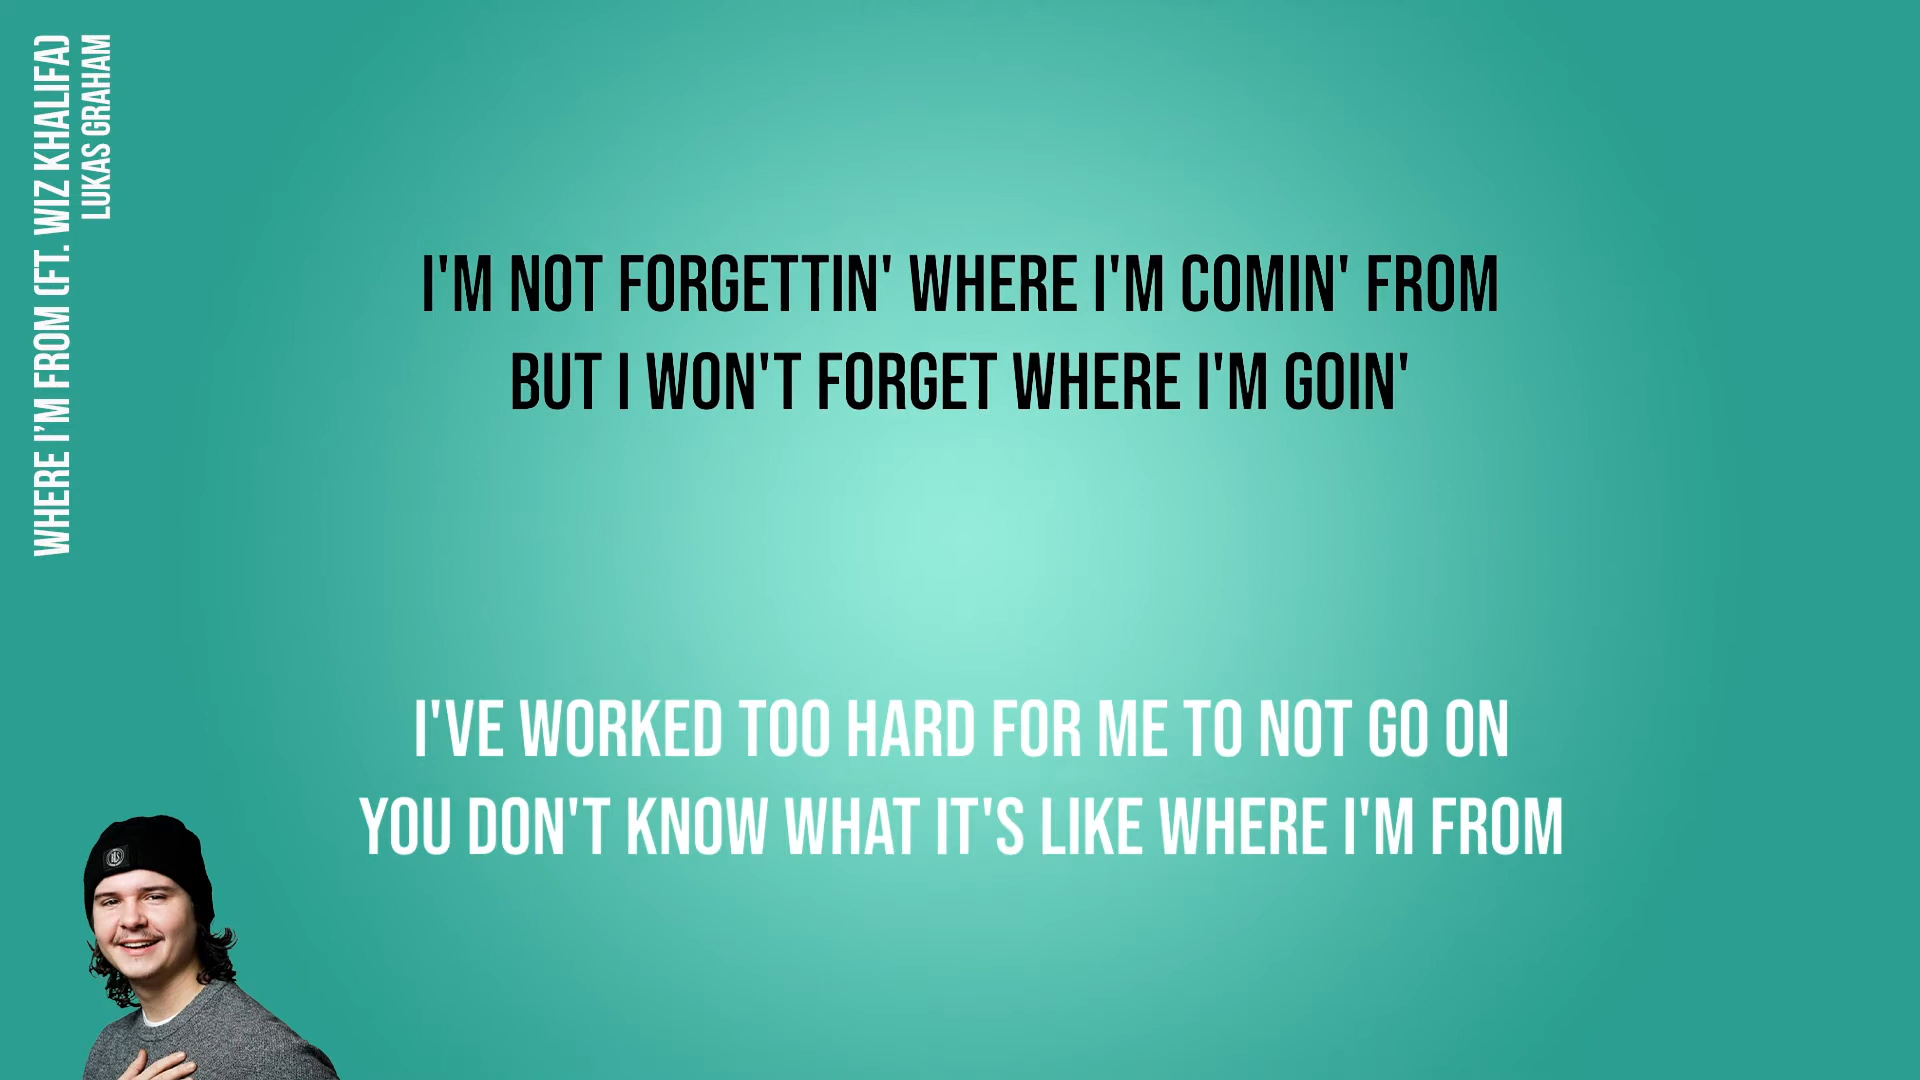 WHERE I’M FROM (FT. WIZ KHALIFA)
LUKAS GRAHAM
I'M NOT FORGETTIN' WHERE I'M COMIN' FROM
BUT I WON'T FORGET WHERE I'M GOIN'
I'VE WORKED TOO HARD FOR ME TO NOT GO ON
YOU DON'T KNOW WHAT IT'S LIKE WHERE I'M FROM